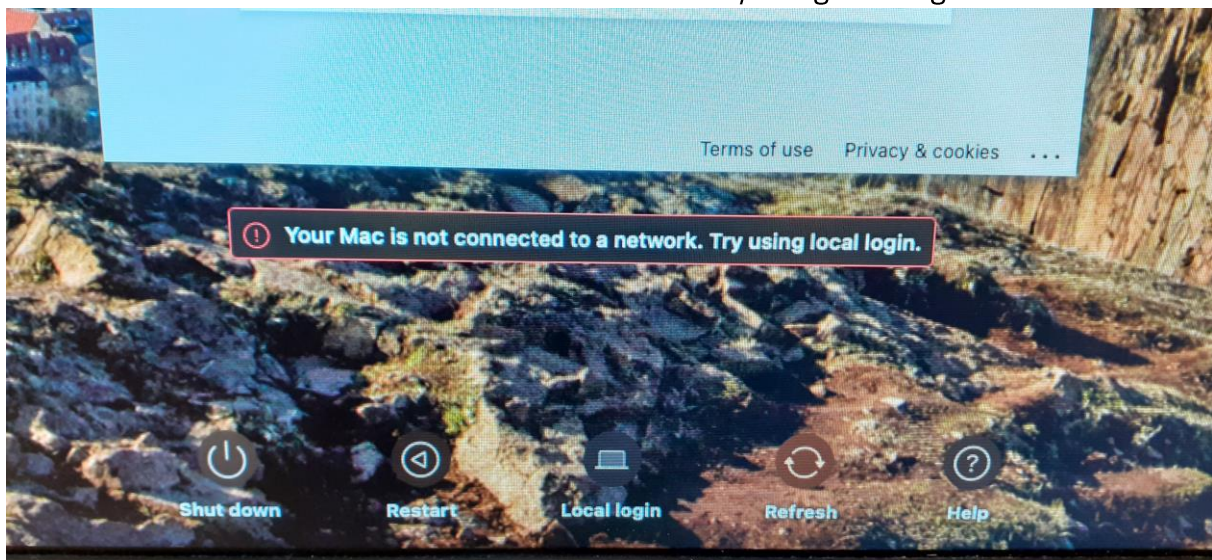 Terms of use Privacy & cookies ...
Your Mac is not connected to a network. Try using local login.
Shut down Restart Local login Refresh Help